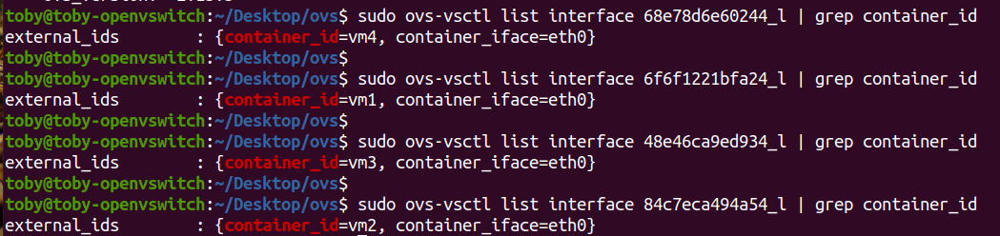 toby@toby-openvswitch:~/Desktop/ovs$ sudo ovs-vsctl list interface 68e78d6e60244_l | grep container_id
external_ids        : {container_id=vm4, container_iface=eth0}
toby@toby-openvswitch:~/Desktop/ovs$
toby@toby-openvswitch:~/Desktop/ovs$ sudo ovs-vsctl list interface 6f6f1221bfa24_l | grep container_id
external_ids        : {container_id=vm1, container_iface=eth0}
toby@toby-openvswitch:~/Desktop/ovs$
toby@toby-openvswitch:~/Desktop/ovs$ sudo ovs-vsctl list interface 48e46ca9ed934_l | grep container_id
external_ids        : {container_id=vm3, container_iface=eth0}
toby@toby-openvswitch:~/Desktop/ovs$
toby@toby-openvswitch:~/Desktop/ovs$ sudo ovs-vsctl list interface 84c7eca494a54_l | grep container_id
external_ids        : {container_id=vm2, container_iface=eth0}